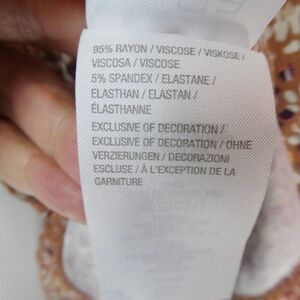 95% RAYON / VISCOSE / VISKOSE /
VISCOSA / VISCOSE
5% SPANDEX / ELASTANE /
ELASTHAN / ELASTAN /
ÉLASTHANNE
EXCLUSIVE OF DECORATION /
EXCLUSIVE OF DECORATION / OHNE
VERZIERUNGEN / DECORAZIONI
ESCLUSE / À L'EXCEPTION DE LA
GARNITURE